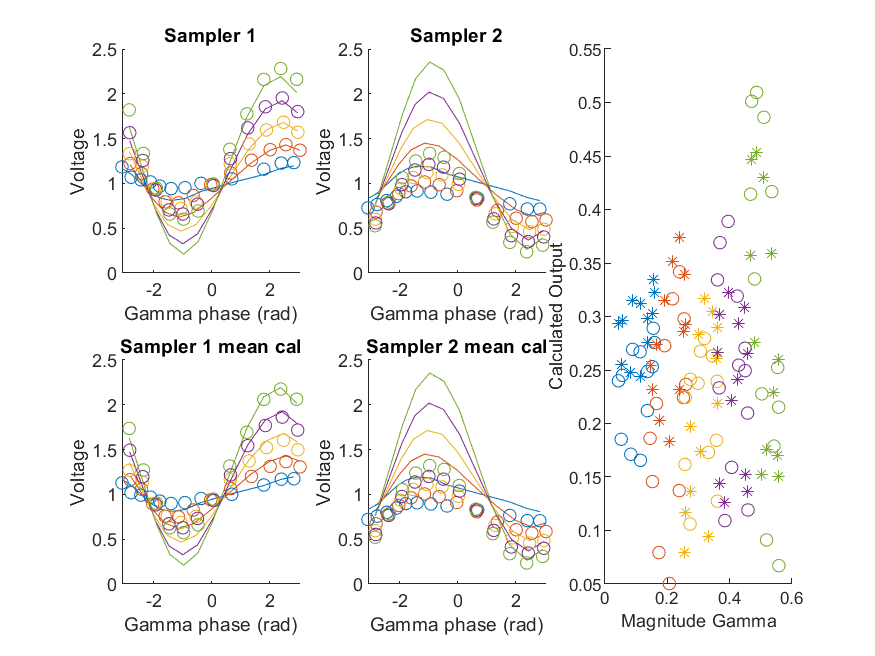 Sampler 1
2.5
2
1.5
1
0.5
0
Voltage
-2 0 2
Gamma phase (rad)
Sampler 2
2.5
2
1.5
1
0.5
0
Voltage
-2 0 2
Gamma phase (rad)
0.55
0.5
0.45
0.4
0.35
0.3
0.25
0.2
0.15
0.1
0.05
Calculated Output
0 0.2 0.4 0.6
Magnitude Gamma
Sampler 1 mean cal
2.5
2
1.5
1
0.5
0
Voltage
-2 0 2
Gamma phase (rad)
Sampler 2 mean cal
2.5
2
1.5
1
0.5
0
Voltage
-2 0 2
Gamma phase (rad)